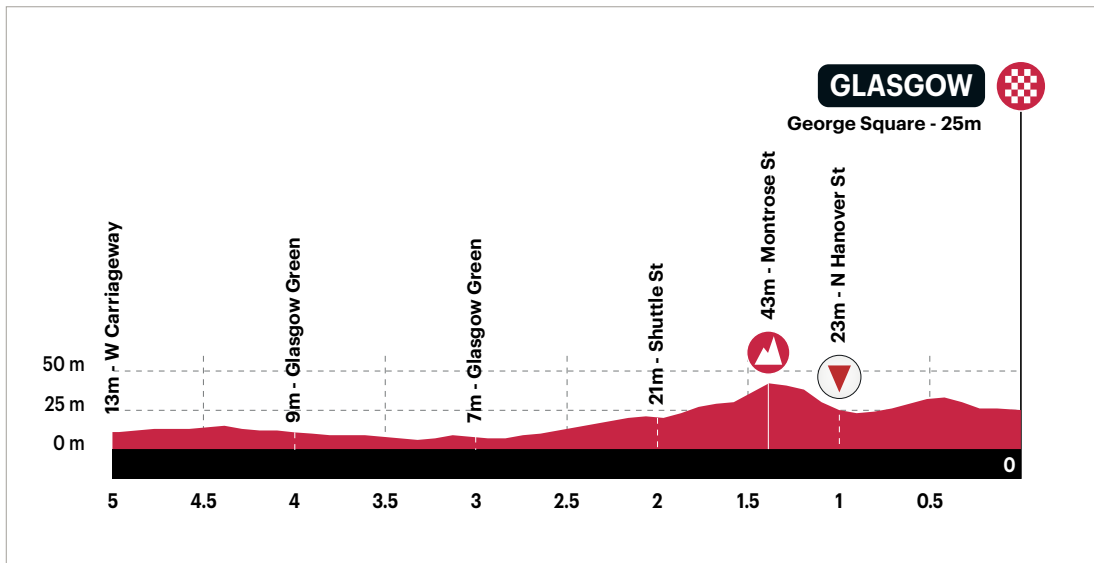 GLASGOW
George Square - 25m
13m - W Carriageway
9m - Glasgow Green
7m - Glasgow Green
21m - Shuttle St
43m - Montrose St
23m - N Hanover St
50 m
25 m
0 m
0
5 4.5 4 3.5 3 2.5 2 1.5 1 0.5